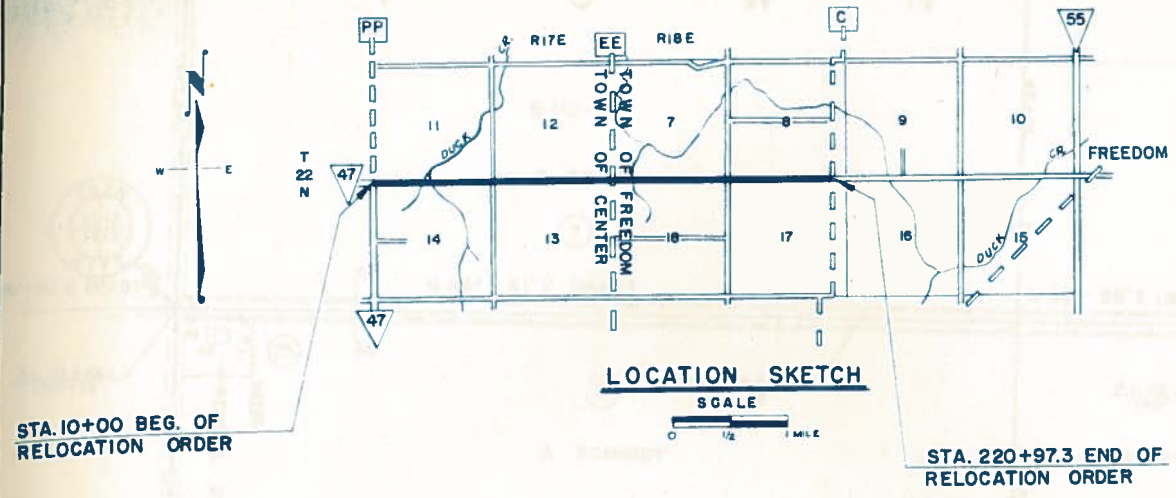 PP
C
55
R17E
EE
R18E
N
CR.
11
12
7
8
9
10
DUCK
W
E
T
22
N
47
TOWN OF CENTER
TOWN OF FREEDOM
CR.
FREEDOM
14
13
18
17
16
15
DUCK
47
LOCATION SKETCH
SCALE
0 1/2 1 MILE
STA. 10+00 BEG. OF
RELOCATION ORDER
STA. 220+97.3 END OF
RELOCATION ORDER